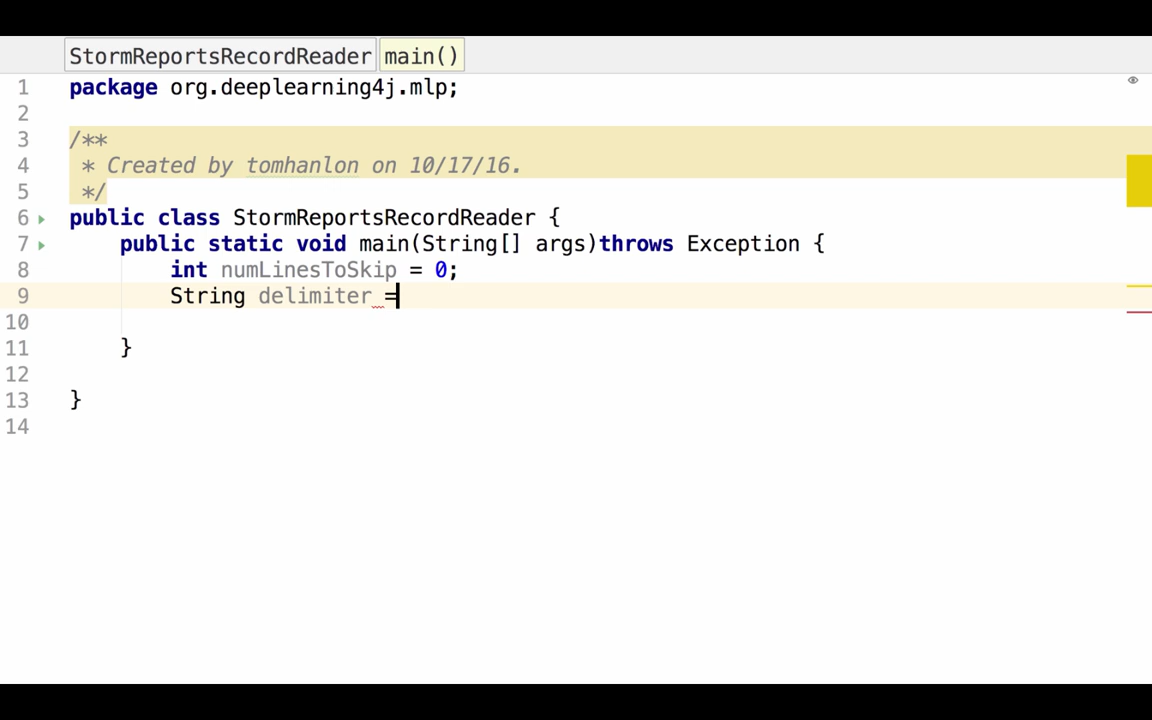 StormReportsRecordReader main()
1 package org.deeplearning4j.mlp;
2
3 /**
4 * Created by tomhanlon on 10/17/16.
5 */
6 public class StormReportsRecordReader {
7 public static void main(String[] args)throws Exception {
8 int numLinesToSkip = 0;
9 String delimiter =
10
11 }
12
13 }
14